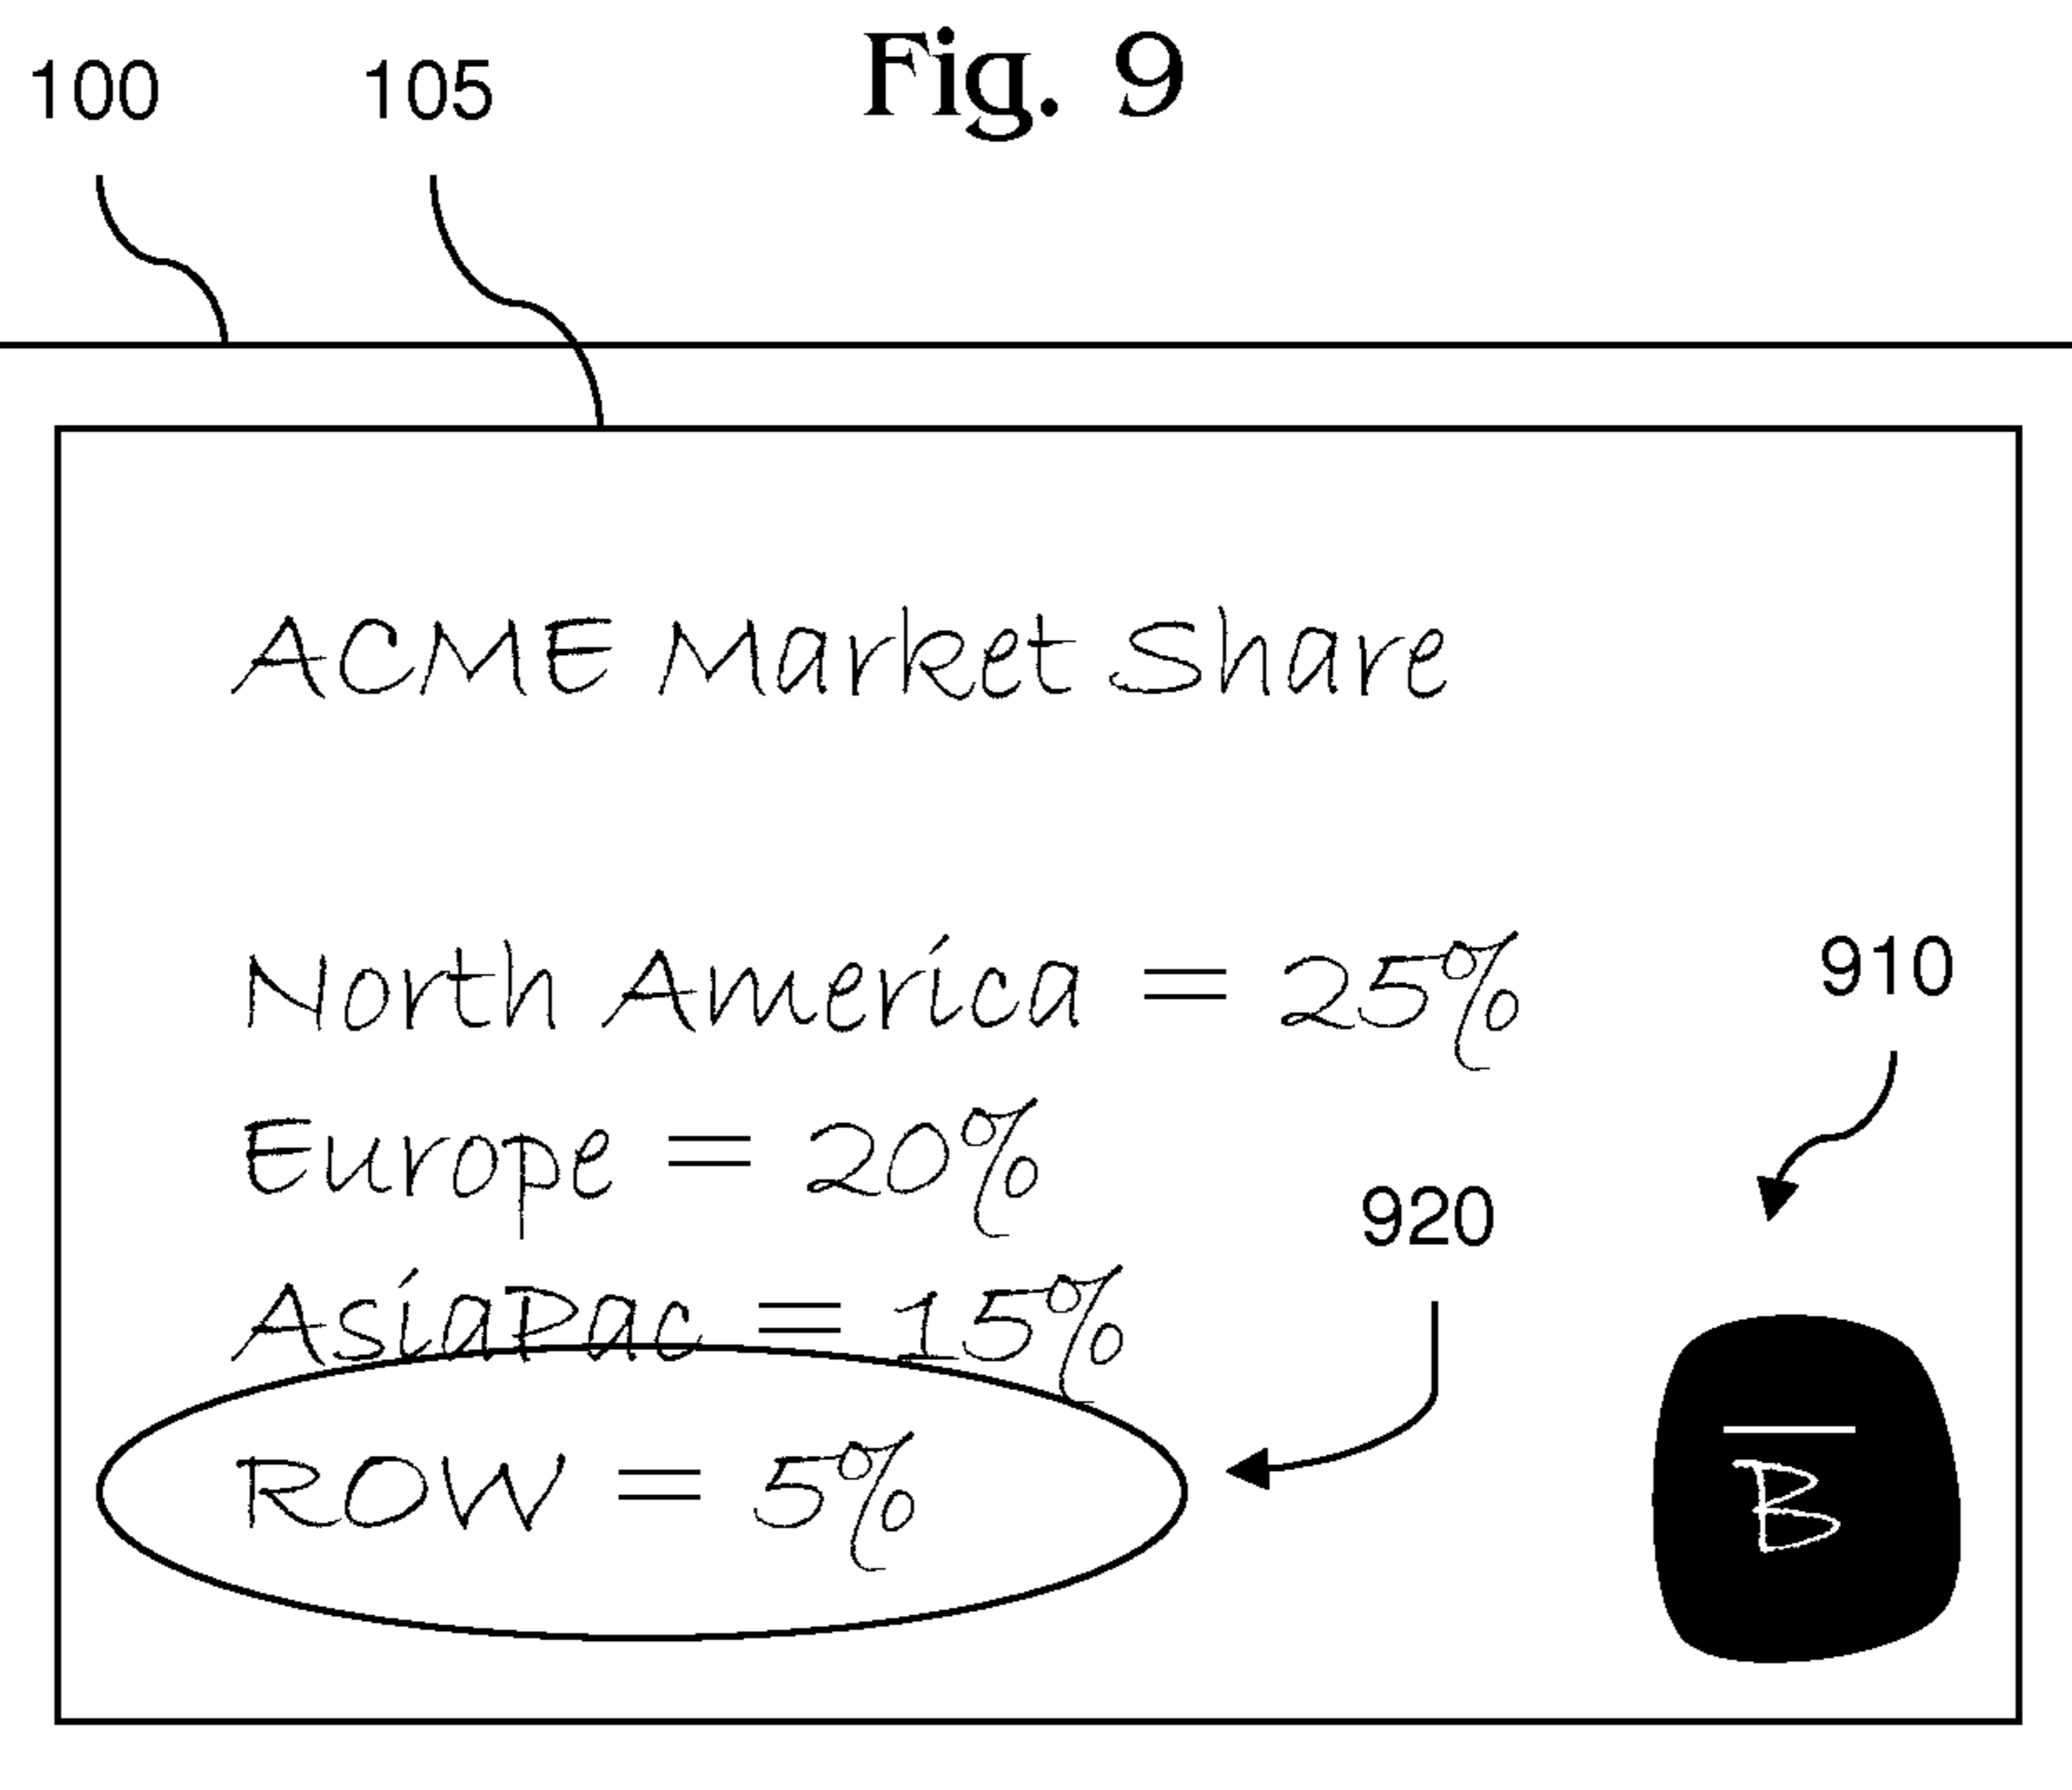 Fig. 9
100 105
ACME Market Share
North America = 25%
910
Europe = 20%
920
AsiaPac = 15%
ROW = 5%
B